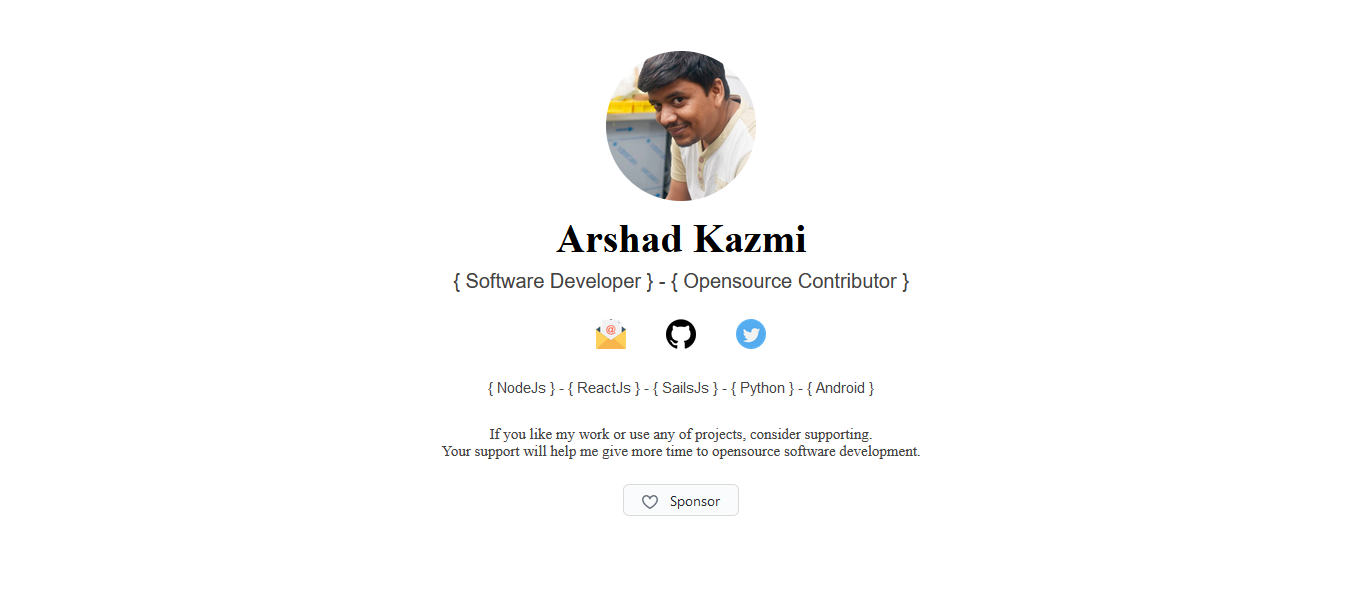 Arshad Kazmi
{ Software Developer } - { Opensource Contributor }
@
{ NodeJs } - { ReactJs } - { SailsJs } - { Python } - { Android }
If you like my work or use any of projects, consider supporting.
Your support will help me give more time to opensource software development.
Sponsor